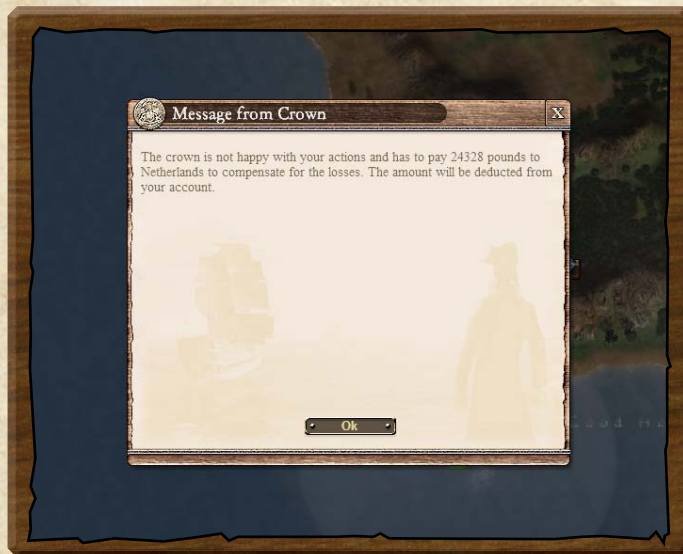 Message from Crown
X
The crown is not happy with your actions and has to pay 24328 pounds to
Netherlands to compensate for the losses. The amount will be deducted from
your account.
Ok